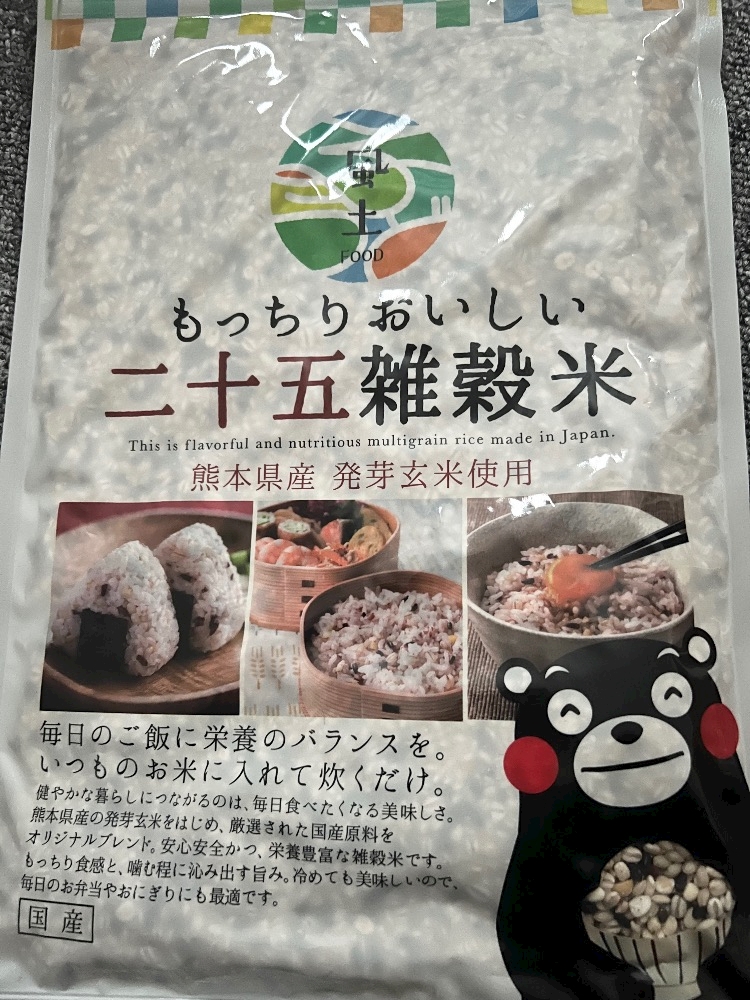 風土
FOOD
もっちりおいしい
二十五雑穀米
This is flavorful and nutritious multigrain rice made in Japan.
熊本県産 発芽玄米使用
毎日のご飯に栄養のバランスを。
いつものお米に入れて炊くだけ。
健やかな暮らしにつながるのは、毎日食べたくなる美味しさ。
熊本県産の発芽玄米をはじめ、厳選された国産原料を
オリジナルブレンド。安心安全かつ、栄養豊富な雑穀米です。
もっちり食感と、噛む程に沁み出す旨み。冷めても美味しいので、
毎日のお弁当やおにぎりにも最適です。
国産